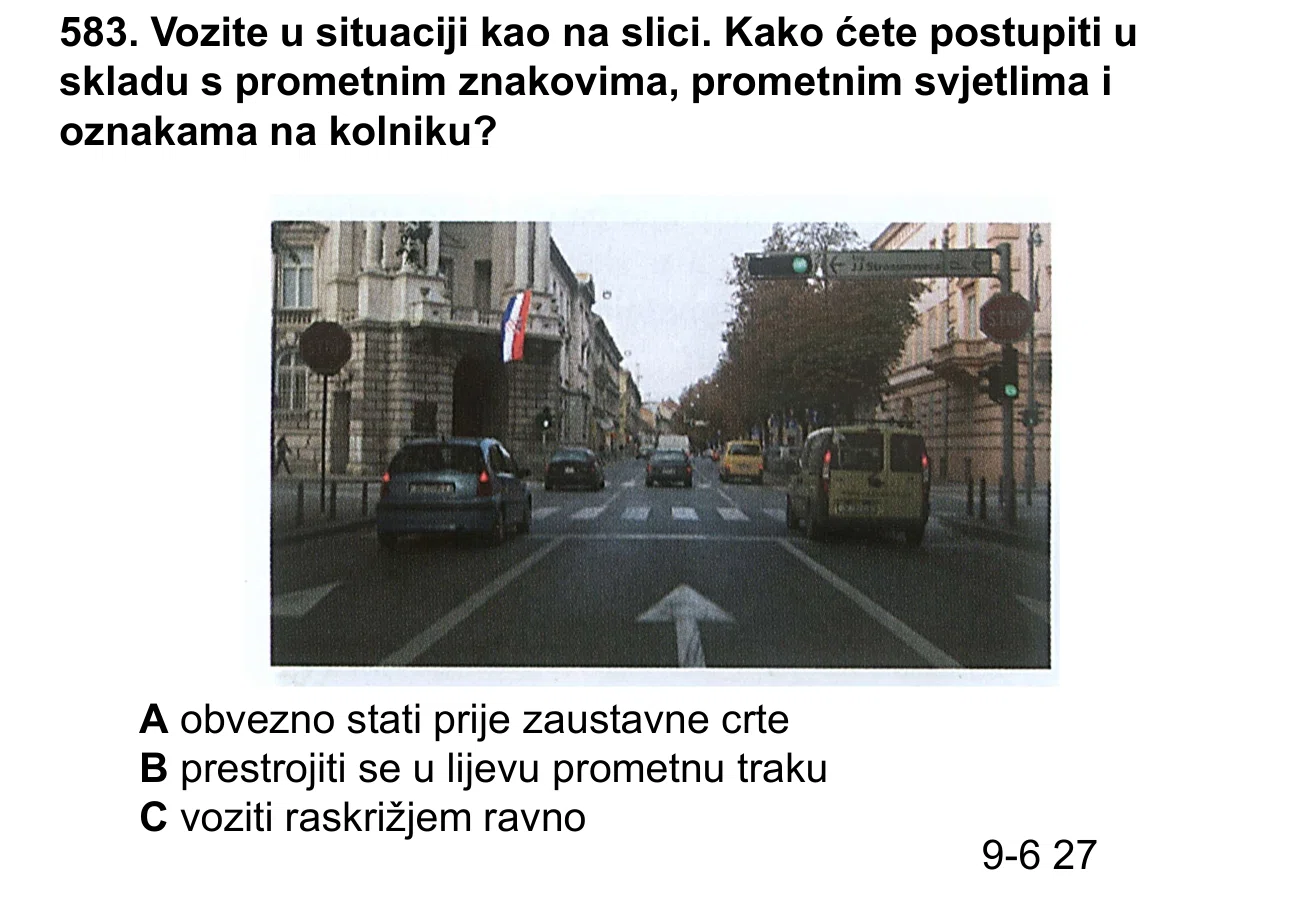 583. Vozite u situaciji kao na slici. Kako ćete postupiti u
skladu s prometnim znakovima, prometnim svjetlima i
oznakama na kolniku?
STOP
A obvezno stati prije zaustavne crte
B prestrojiti se u lijevu prometnu traku
C voziti raskrižjem ravno
9-6 27